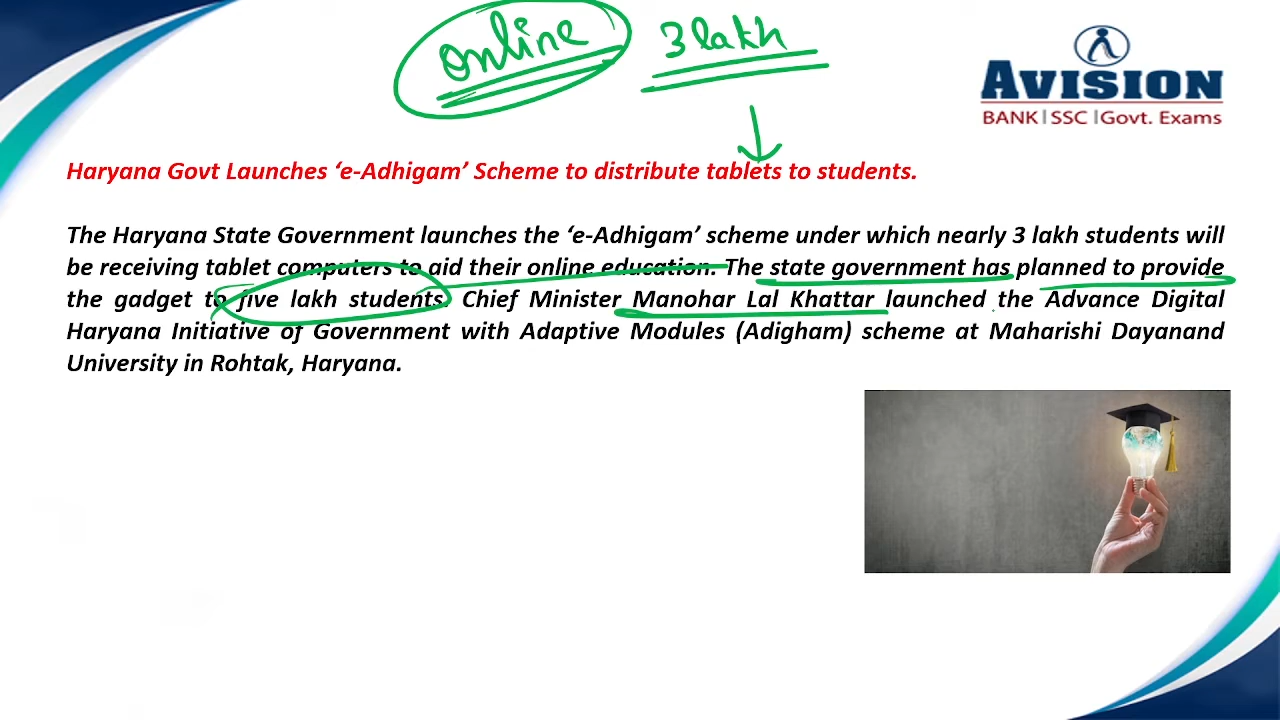 online 3 lakh
AVISION
BANK|SSC|Govt. Exams
Haryana Govt Launches ‘e-Adhigam’ Scheme to distribute tablets to students.
The Haryana State Government launches the ‘e-Adhigam’ scheme under which nearly 3 lakh students will
be receiving tablet computers to aid their online education. The state government has planned to provide
the gadget to five lakh students. Chief Minister Manohar Lal Khattar launched the Advance Digital
Haryana Initiative of Government with Adaptive Modules (Adigham) scheme at Maharishi Dayanand
University in Rohtak, Haryana.